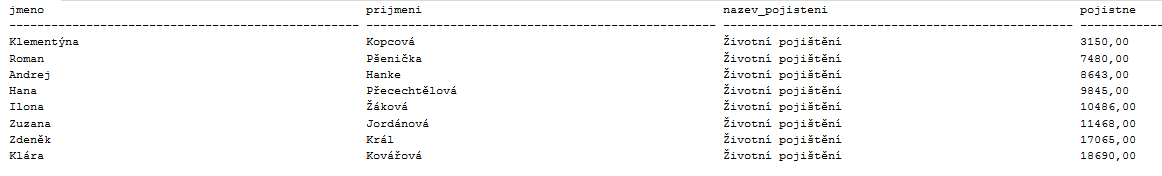 jmeno prijmeni nazev_pojisteni pojistne
Klementýna Kopcová Životní pojištění 3150,00
Roman Pšenička Životní pojištění 7480,00
Andrej Hanke Životní pojištění 8643,00
Hana Přecechtělová Životní pojištění 9845,00
Ilona Žáková Životní pojištění 10486,00
Zuzana Jordánová Životní pojištění 11468,00
Zdeněk Král Životní pojištění 17065,00
Klára Kovářová Životní pojištění 18690,00